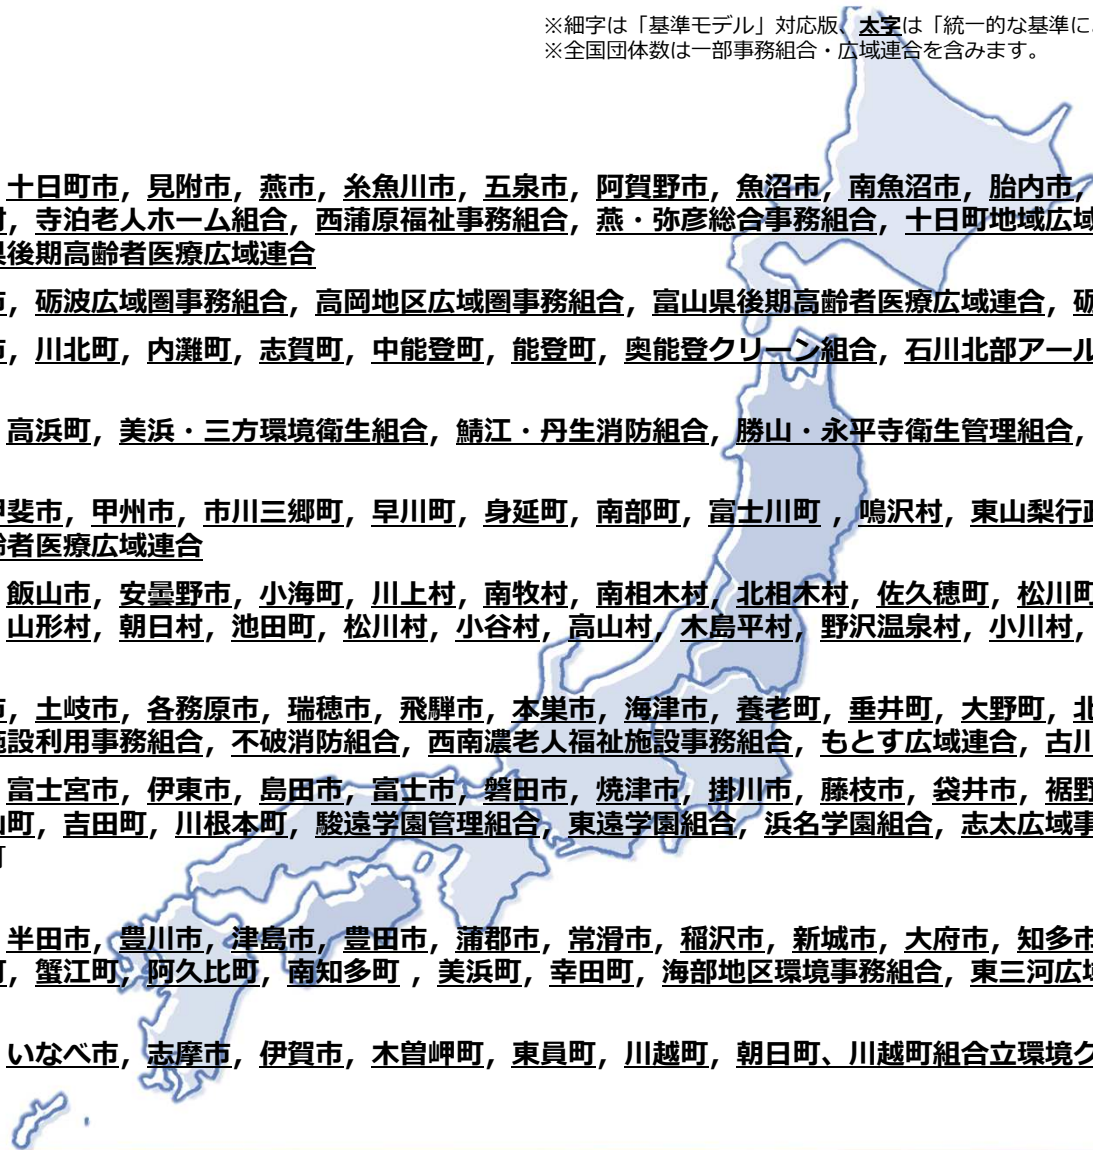 ※細字は「基準モデル」対応版、太字は「統一的な基準に
※全国団体数は一部事務組合・広域連合を含みます。
十日町市，見附市，燕市，糸魚川市，五泉市，阿賀野市，魚沼市，南魚沼市，胎内市，
寺泊老人ホーム組合，西蒲原福祉事務組合，燕・弥彦総合事務組合，十日町地域広域
後期高齢者医療広域連合
市，砺波広域圏事務組合，高岡地区広域圏事務組合，富山県後期高齢者医療広域連合，砺
市，川北町，内灘町，志賀町，中能登町，能登町，奥能登クリーン組合，石川北部アール
高浜町，美浜・三方環境衛生組合，鯖江・丹生消防組合，勝山・永平寺衛生管理組合，
甲斐市，甲州市，市川三郷町，早川町，身延町，南部町，富士川町 ，鳴沢村，東山梨行政
齢者医療広域連合
飯山市，安曇野市，小海町，川上村，南牧村，南相木村，北相木村，佐久穂町，松川町
山形村，朝日村，池田町，松川村，小谷村，高山村，木島平村，野沢温泉村，小川村，
市，土岐市，各務原市，瑞穂市，飛騨市，本巣市，海津市，養老町，垂井町，大野町，北
施設利用事務組合，不破消防組合，西南濃老人福祉施設事務組合，もとす広域連合，古川
富士宮市，伊東市，島田市，富士市，磐田市，焼津市，掛川市，藤枝市，袋井市，裾野
山町，吉田町，川根本町，駿遠学園管理組合，東遠学園組合，浜名学園組合，志太広域事
町
半田市，豊川市，津島市，豊田市，蒲郡市，常滑市，稲沢市，新城市，大府市，知多市
町，蟹江町，阿久比町，南知多町 ，美浜町，幸田町，海部地区環境事務組合，東三河広域
いなべ市，志摩市，伊賀市，木曽岬町，東員町，川越町，朝日町、川越町組合立環境ク